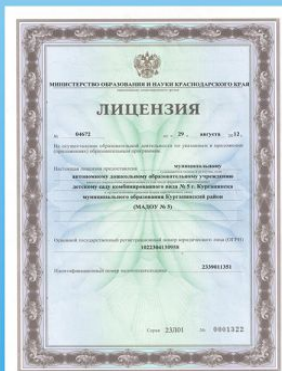 МИНИСТЕРСТВО ОБРАЗОВАНИЯ И НАУКИ КРАСНОДАРСКОГО КРАЯ
ЛИЦЕНЗИЯ
№ 04672 от « 29 » августа 2012 г.
На осуществление образовательной деятельности по указанным в приложении
(приложениях) образовательным программам
Настоящая лицензия предоставлена муниципальному
автономному дошкольному образовательному учреждению
детскому саду комбинированного вида № 5 г. Курганинска
муниципального образования Курганинский район
(МАДОУ № 5)
Основной государственный регистрационный номер юридического лица (ОГРН)
Идентификационный номер налогоплательщика 2339011351
Серия 23Л01 № 0001322